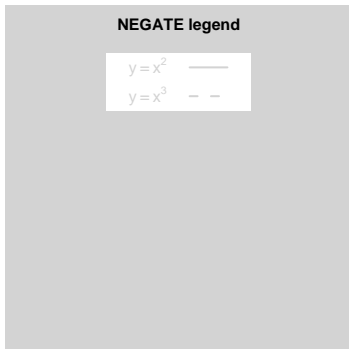 NEGATE legend
y = x²
y = x³